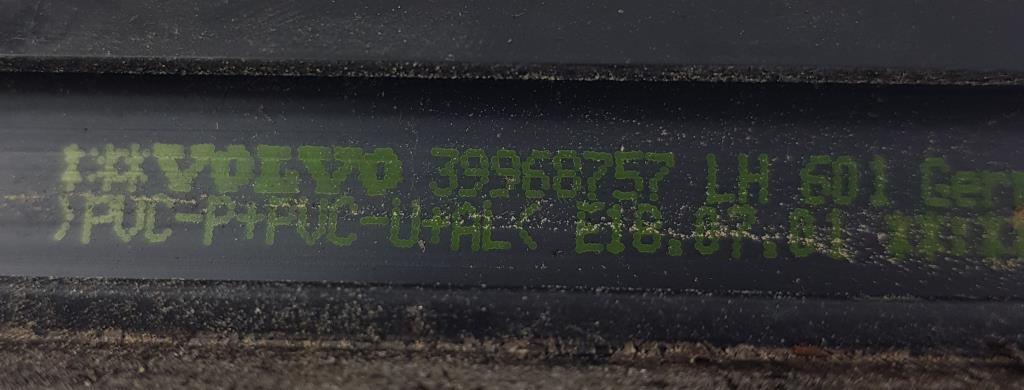 :# VOLVO 39968757 LH 601 Ger
>PVC-P+PVC-U+AL< E18.07.01